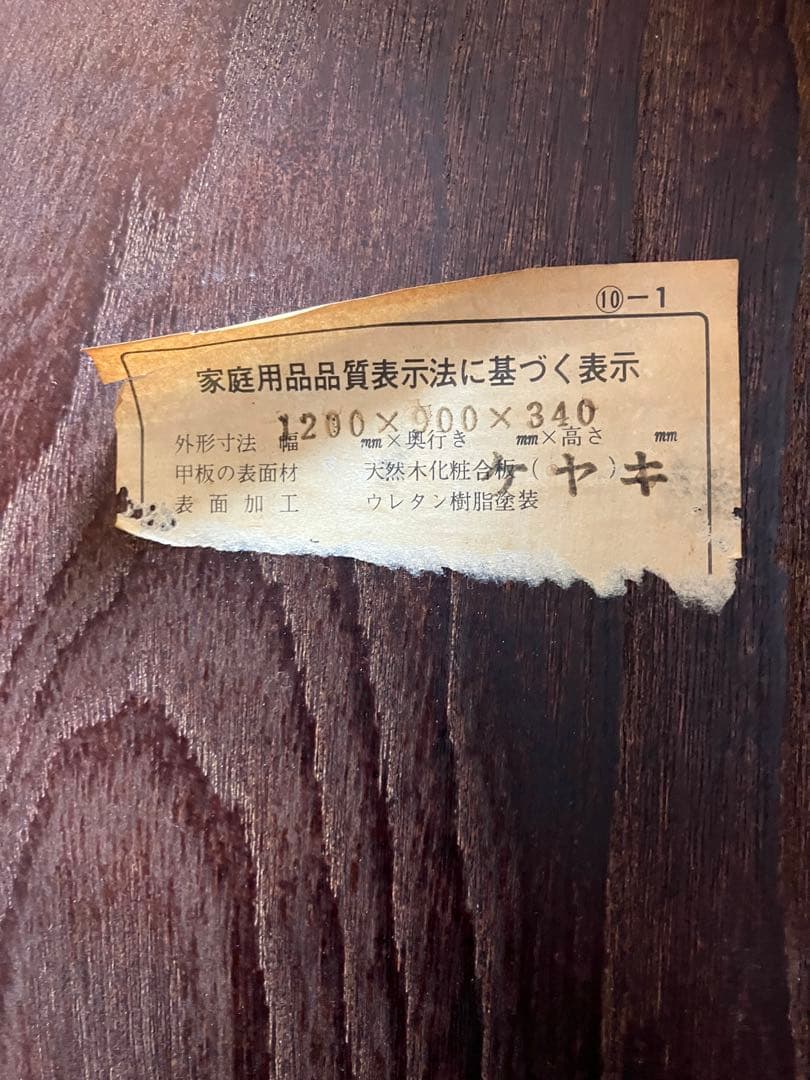 ⑩－1
家庭用品品質表示法に基づく表示
1200×900×340
外形寸法　幅　　㎜×奥行き　　㎜×高さ　　㎜
甲板の表面材　　天然木化粧合板(ケヤキ)
表面加工　　ウレタン樹脂塗装